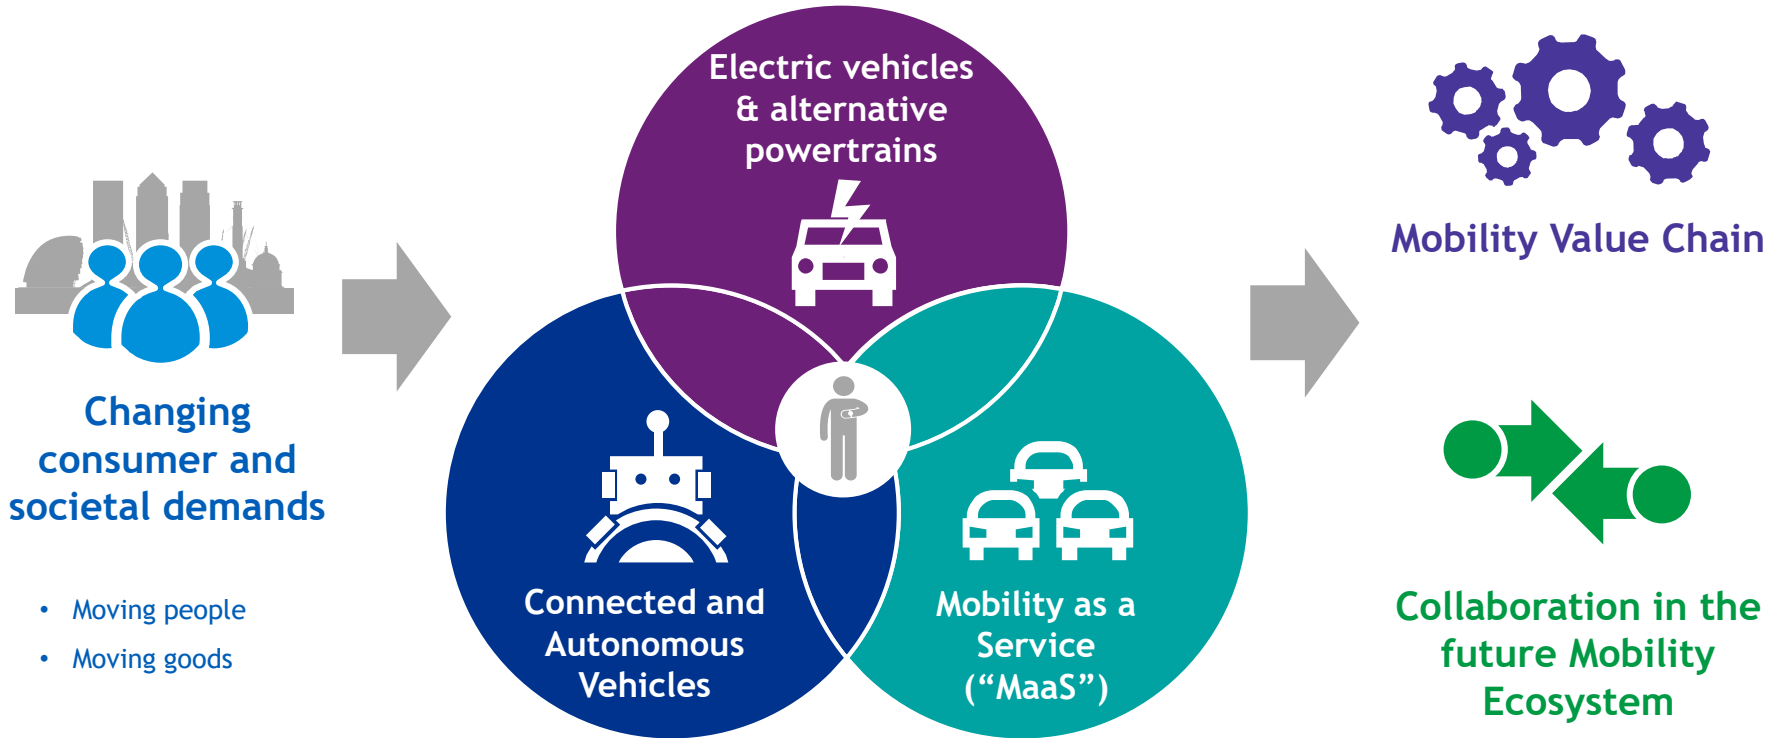 Changing
consumer and
societal demands
• Moving people
• Moving goods
Electric vehicles
& alternative
powertrains
Connected and
Autonomous
Vehicles
Mobility as a
Service
(“MaaS”)
Mobility Value Chain
Collaboration in the
future Mobility
Ecosystem